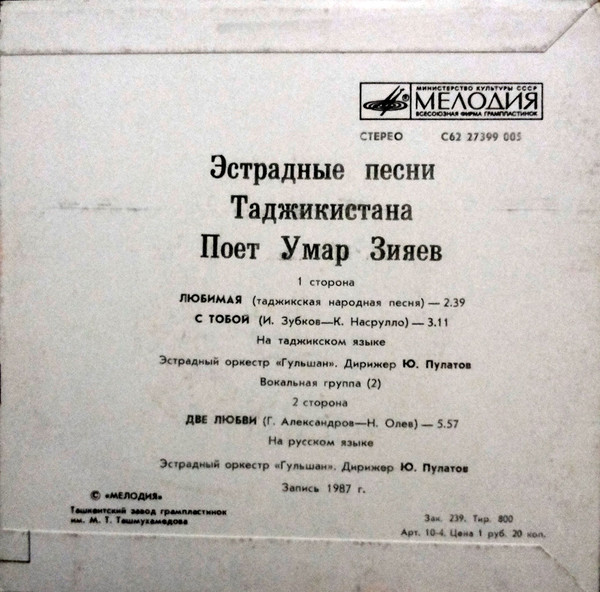 МИНИСТЕРСТВО КУЛЬТУРЫ СССР
® МЕЛОДИЯ
ВСЕСОЮЗНАЯ ФИРМА ГРАМПЛАСТИНОК
СТЕРЕО С62 27399 005
Эстрадные песни
Таджикистана
Поет Умар Зияев
1 сторона
ЛЮБИМАЯ (таджикская народная песня) — 2.39
С ТОБОЙ (И. Зубков—К. Насрулло) — 3.11
На таджикском языке
Эстрадный оркестр «Гульшан». Дирижер Ю. Пулатов
Вокальная группа (2)
2 сторона
ДВЕ ЛЮБВИ (Г. Александров—Н. Олев) — 5.57
На русском языке
Эстрадный оркестр «Гульшан». Дирижер Ю. Пулатов
Запись 1987 г.
© «МЕЛОДИЯ»
Ташкентский завод грампластинок
им. М. Т. Ташмухамедова
Зак. 239. Тир. 800
Арт. 10-4. Цена 1 руб. 20 коп.